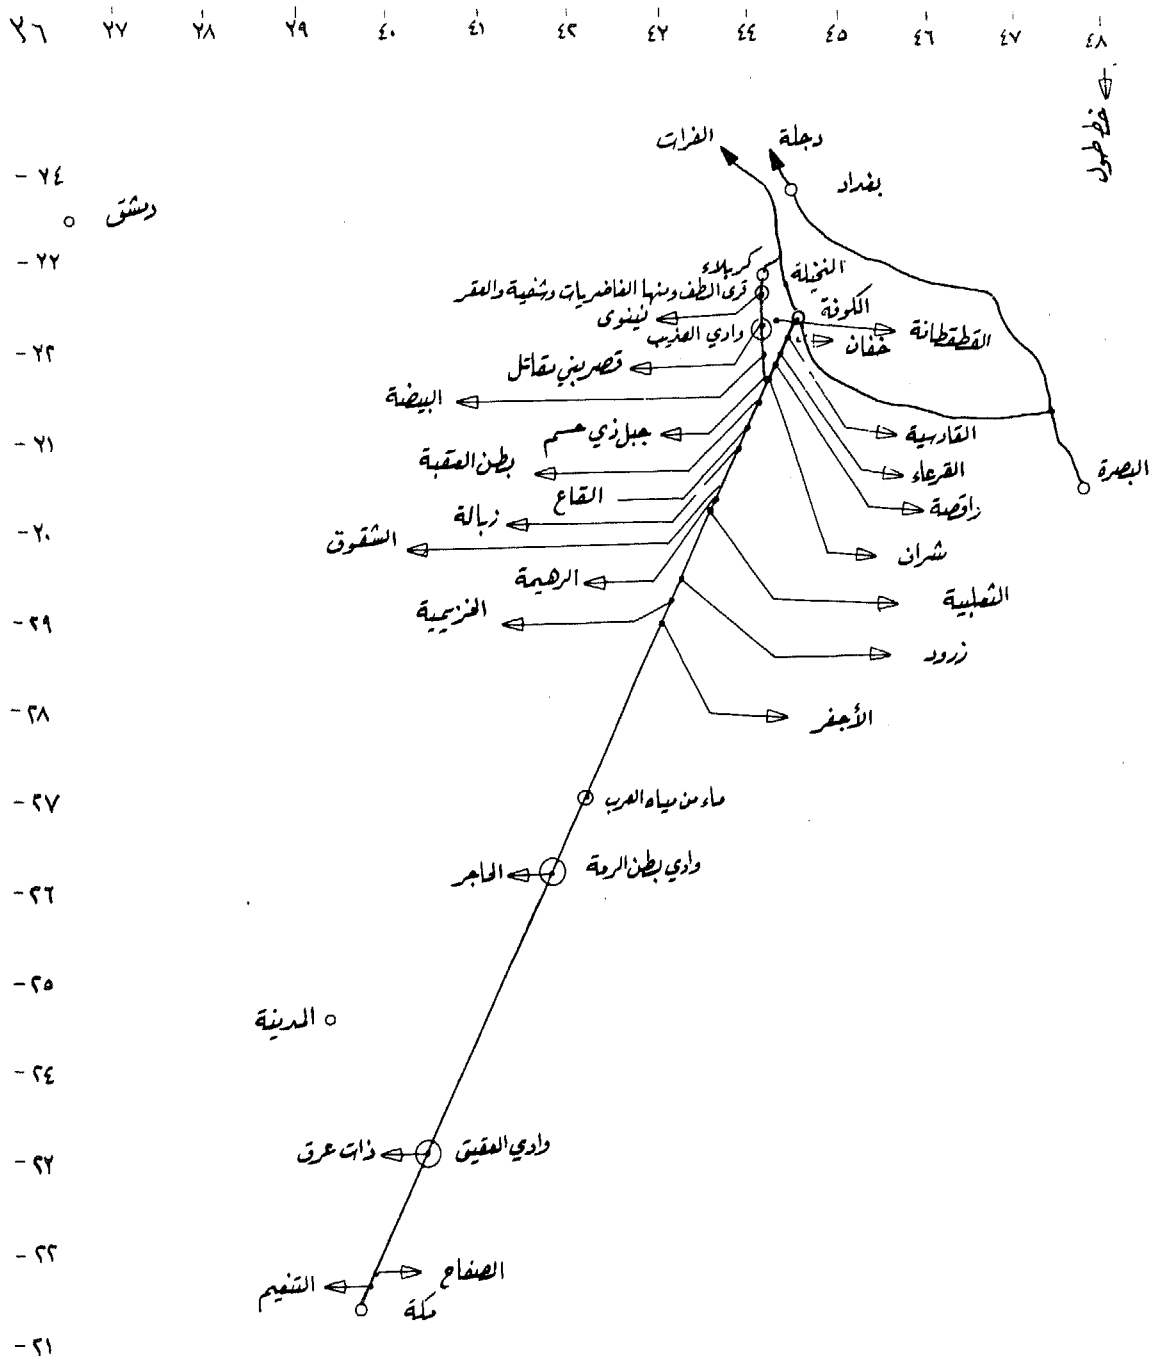 ٣٦ ٣٧ ٣٨ ٣٩ ٤٠ ٤١ ٤٢ ٤٣ ٤٤ ٤٥ ٤٦ ٤٧ ٤٨
خط طول
الفرات
دجلة
- ٣٤
بغداد
دمشق
- ٣٣
كربلاء
النخيلة
قرى الطف ومنها الغاضريات وشفية والعقر
الكوفة
نينوى
القطقطانة
وادي العذيب
خفان
- ٣٢
قصر بني مقاتل
البيضة
جبل ذي حسم
القادسية
- ٣١
بطن العقبة
القرعاء
البصرة
القاع
زبالة
واقصة
- ٣٠
الشقوق
شراف
الرهيمة
الثعلبية
الخزيمية
- ٢٩
زرود
- ٢٨
الأجفر
- ٢٧
ماء من مياه العرب
وادي بطن الرمة
الحاجر
- ٢٦
- ٢٥
المدينة
- ٢٤
وادي العقيق
ذات عرق
- ٢٣
- ٢٢
الصفاح
التنعيم
مكة
- ٢١